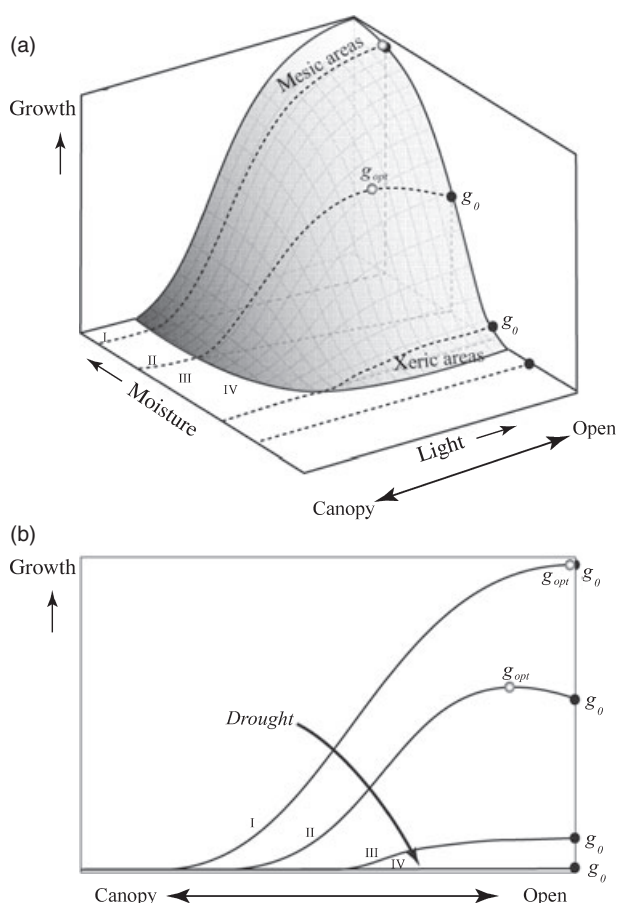 (a)
Growth
Mesic areas
g_opt
g_0
g_0
I
II
III
IV
Xeric areas
Moisture
Light
Open
Canopy
(b)
Growth
g_opt
g_0
g_opt
g_0
Drought
I
II
III
IV
g_0
g_0
Canopy
Open